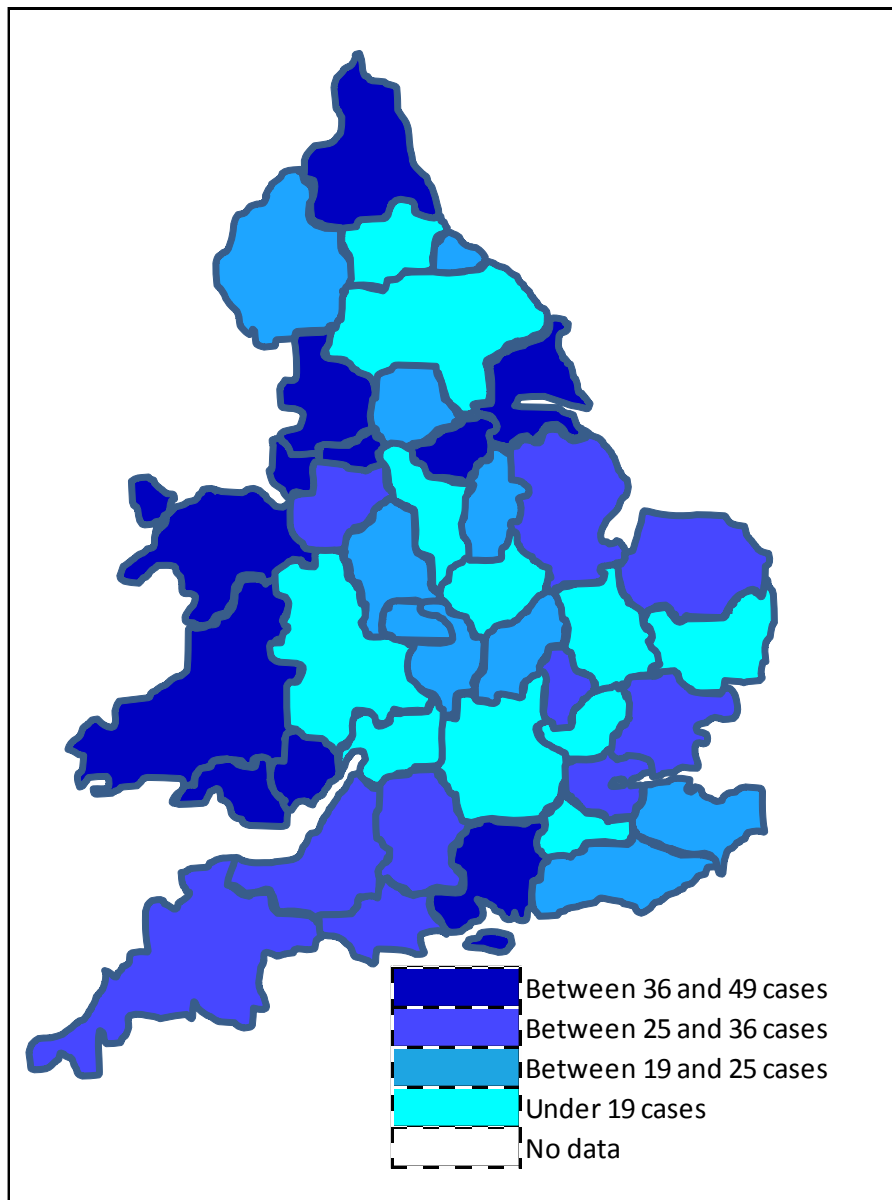 Between 36 and 49 cases
Between 25 and 36 cases
Between 19 and 25 cases
Under 19 cases
No data